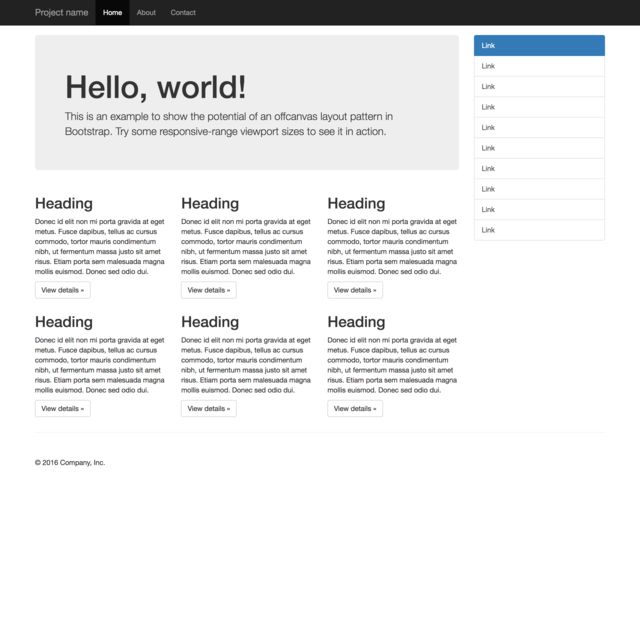 Project name Home About Contact
Hello, world!
This is an example to show the potential of an offcanvas layout pattern in
Bootstrap. Try some responsive-range viewport sizes to see it in action.
Heading
Donec id elit non mi porta gravida at eget
metus. Fusce dapibus, tellus ac cursus
commodo, tortor mauris condimentum
nibh, ut fermentum massa justo sit amet
risus. Etiam porta sem malesuada magna
mollis euismod. Donec sed odio dui.
View details »
Heading
Donec id elit non mi porta gravida at eget
metus. Fusce dapibus, tellus ac cursus
commodo, tortor mauris condimentum
nibh, ut fermentum massa justo sit amet
risus. Etiam porta sem malesuada magna
mollis euismod. Donec sed odio dui.
View details »
Heading
Donec id elit non mi porta gravida at eget
metus. Fusce dapibus, tellus ac cursus
commodo, tortor mauris condimentum
nibh, ut fermentum massa justo sit amet
risus. Etiam porta sem malesuada magna
mollis euismod. Donec sed odio dui.
View details »
Heading
Donec id elit non mi porta gravida at eget
metus. Fusce dapibus, tellus ac cursus
commodo, tortor mauris condimentum
nibh, ut fermentum massa justo sit amet
risus. Etiam porta sem malesuada magna
mollis euismod. Donec sed odio dui.
View details »
Heading
Donec id elit non mi porta gravida at eget
metus. Fusce dapibus, tellus ac cursus
commodo, tortor mauris condimentum
nibh, ut fermentum massa justo sit amet
risus. Etiam porta sem malesuada magna
mollis euismod. Donec sed odio dui.
View details »
Heading
Donec id elit non mi porta gravida at eget
metus. Fusce dapibus, tellus ac cursus
commodo, tortor mauris condimentum
nibh, ut fermentum massa justo sit amet
risus. Etiam porta sem malesuada magna
mollis euismod. Donec sed odio dui.
View details »
Link
Link
Link
Link
Link
Link
Link
Link
Link
Link
© 2016 Company, Inc.